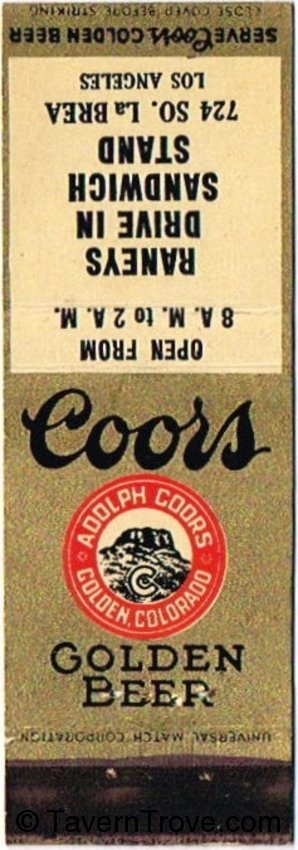 CLOSE COVER BEFORE STRIKING
SERVE Coors GOLDEN BEER
RANEYS
DRIVE IN
SANDWICH
STAND
724 SO. La BREA
LOS ANGELES
OPEN FROM
8 A. M. to 2 A. M.
Coors
ADOLPH COORS
C
GOLDEN, COLORADO
GOLDEN
BEER
UNIVERSAL MATCH CORPORATION
© TavernTrove.com